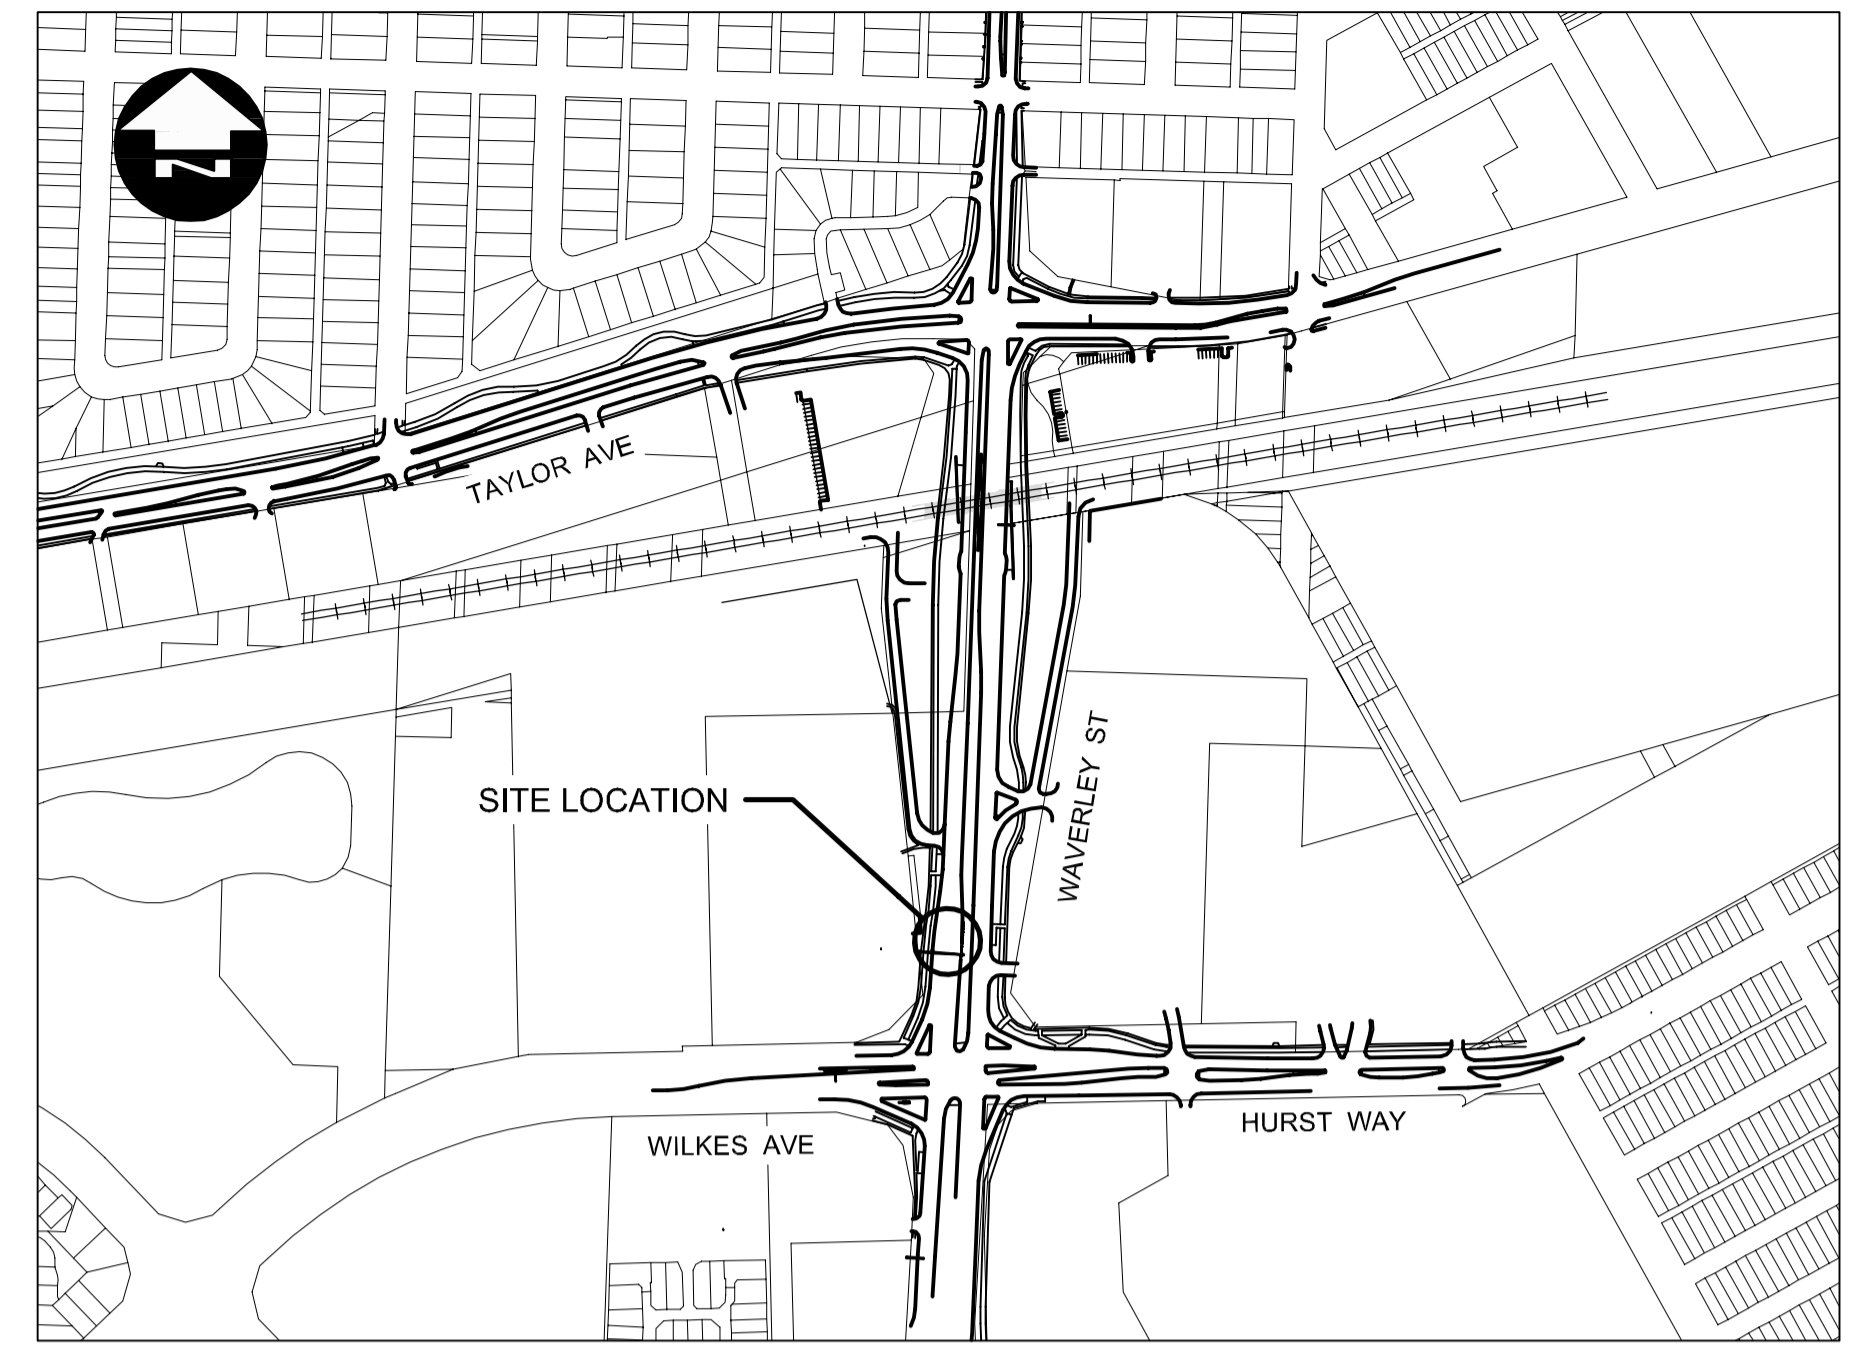 N
TAYLOR AVE
SITE LOCATION
WAVERLEY ST
HURST WAY
WILKES AVE